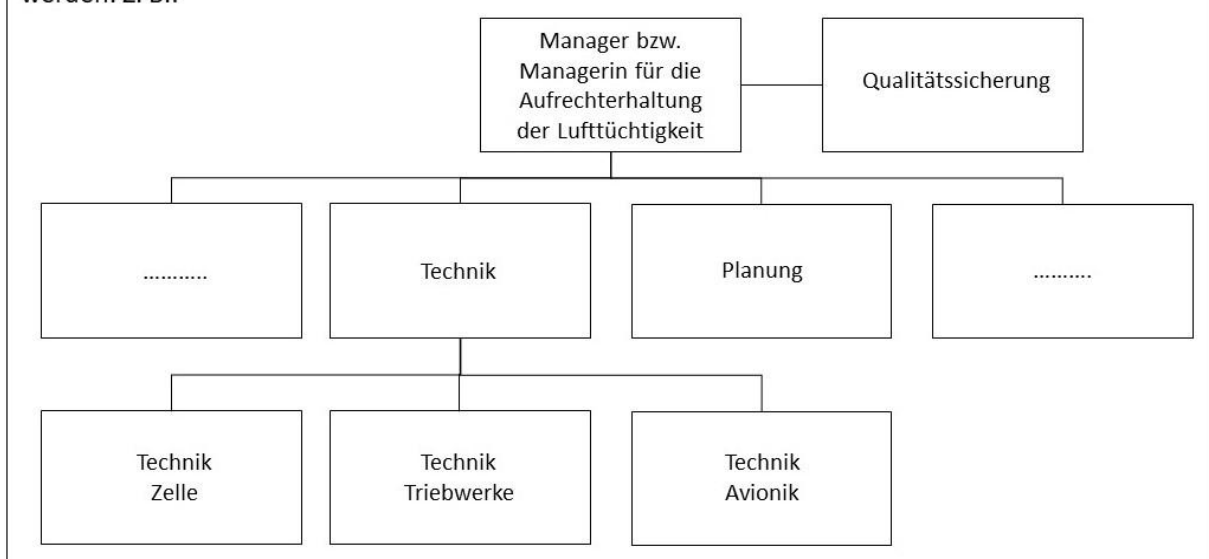 werden. z. B.:
Manager bzw.
Managerin für die
Aufrechterhaltung
der Lufttüchtigkeit
Qualitätssicherung
………..
Technik
Planung
……….
Technik
Zelle
Technik
Triebwerke
Technik
Avionik